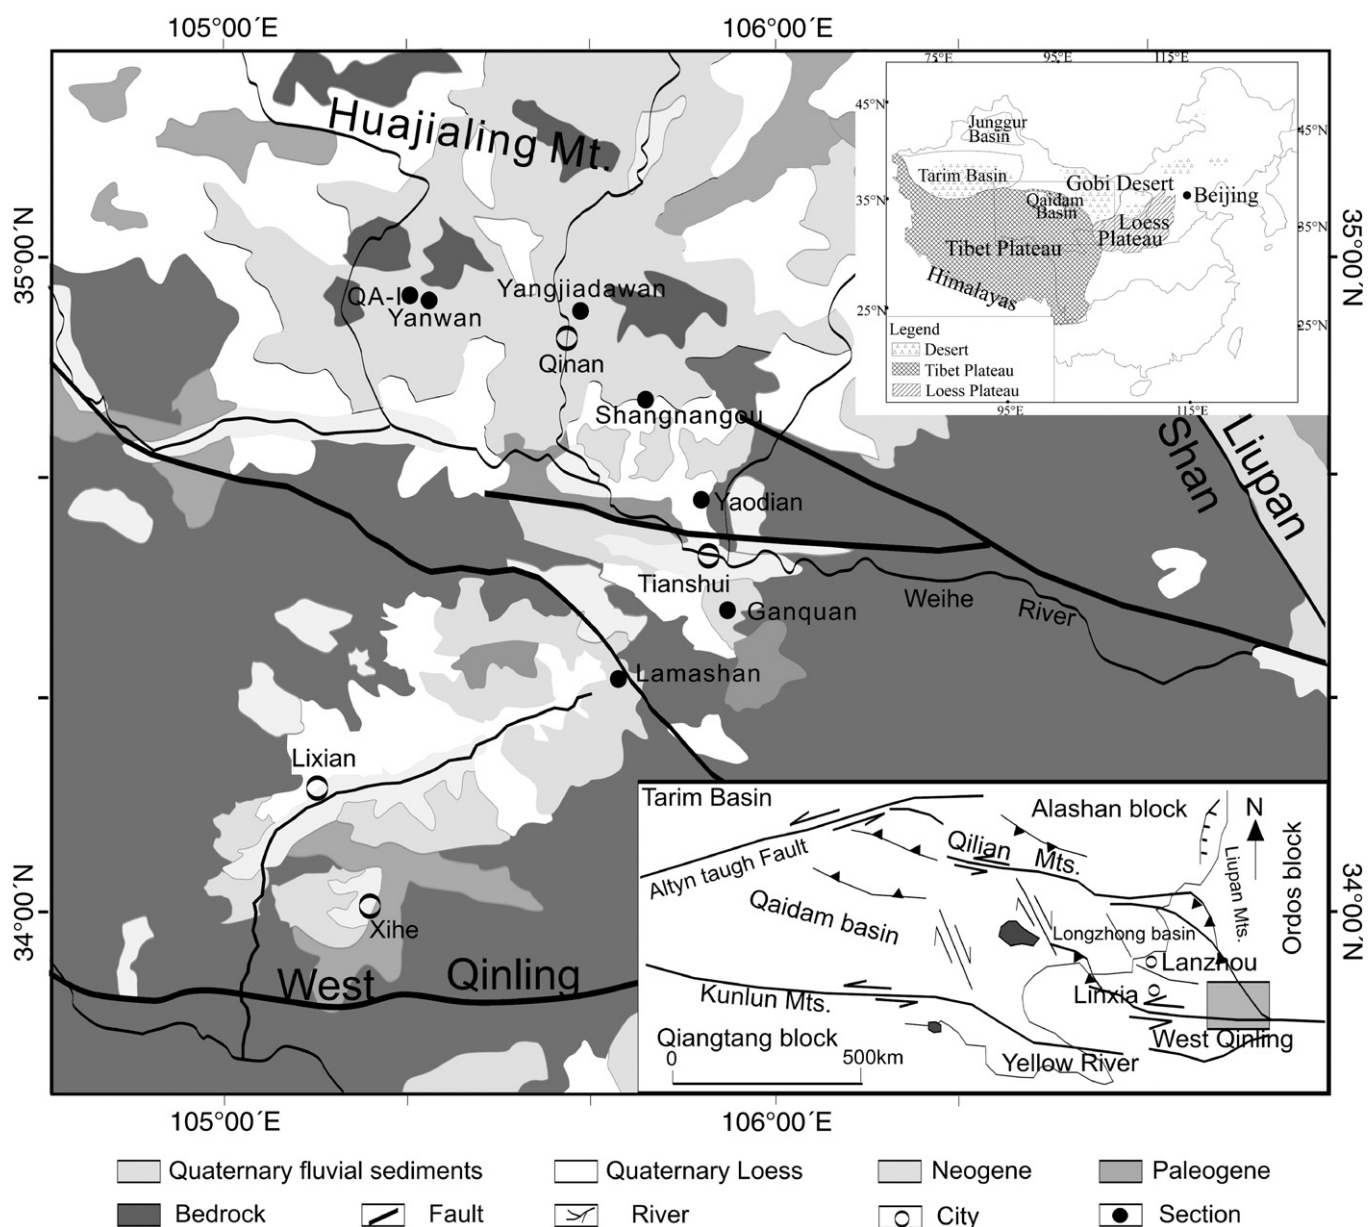 105°00´E
106°00´E
75°E
95°E
115°E
Huajialing Mt.
45°N
Junggur
Basin
45°N
Tarim Basin
Gobi Desert
35°N
Qaidam
Basin
Beijing
35°N
Loess
Plateau
Tibet Plateau
Himalayas
25°N
25°N
Legend
Desert
Tibet Plateau
Loess Plateau
95°E
115°E
35°00´N
35°00´N
QA-I
Yanwan
Yangjiadawan
Qinan
Shangnangou
Liupan
Shan
Yaodian
Tianshui
Weihe
River
Ganquan
Lamashan
Lixian
Xihe
West
Qinling
34°00´N
34°00´N
Tarim Basin
Alashan block
N
Altyn taugh Fault
Qilian
Mts.
Liupan Mts.
Ordos block
Qaidam basin
Longzhong basin
Lanzhou
Kunlun Mts.
Linxia
Qiangtang block
West Qinling
0
500km
Yellow River
105°00´E
106°00´E
Quaternary fluvial sediments
Quaternary Loess
Neogene
Paleogene
Bedrock
Fault
River
City
Section